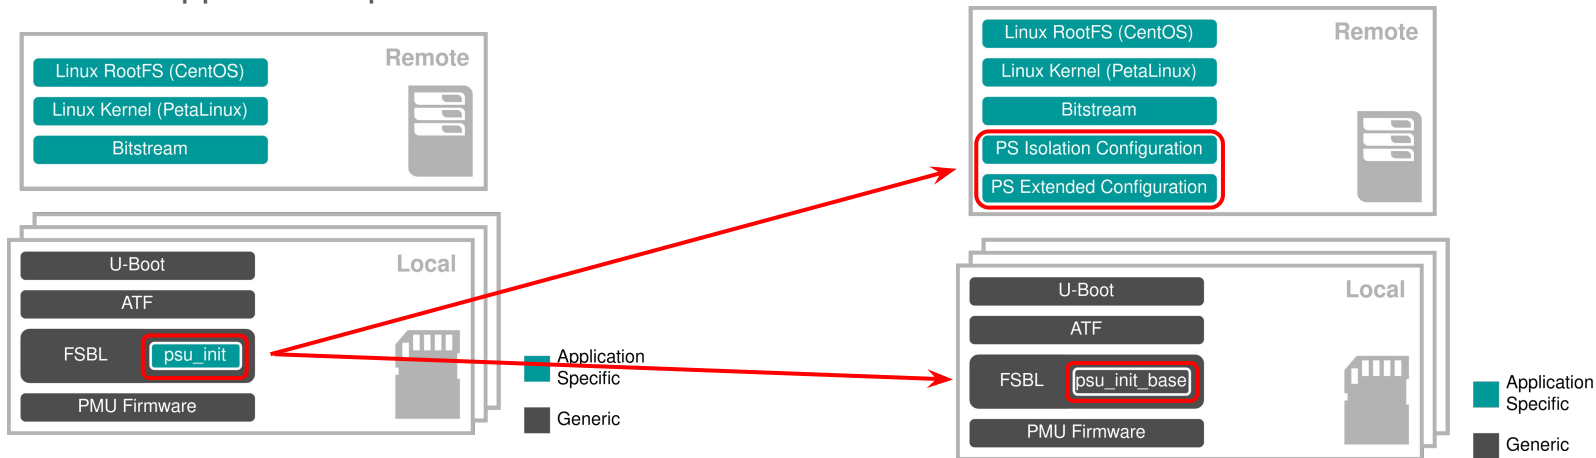 Remote
Linux RootFS (CentOS)
Linux Kernel (PetaLinux)
Bitstream
Local
U-Boot
ATF
FSBL psu_init
PMU Firmware
Application
Specific
Generic
Remote
Linux RootFS (CentOS)
Linux Kernel (PetaLinux)
Bitstream
PS Isolation Configuration
PS Extended Configuration
Local
U-Boot
ATF
FSBL psu_init_base
PMU Firmware
Application
Specific
Generic